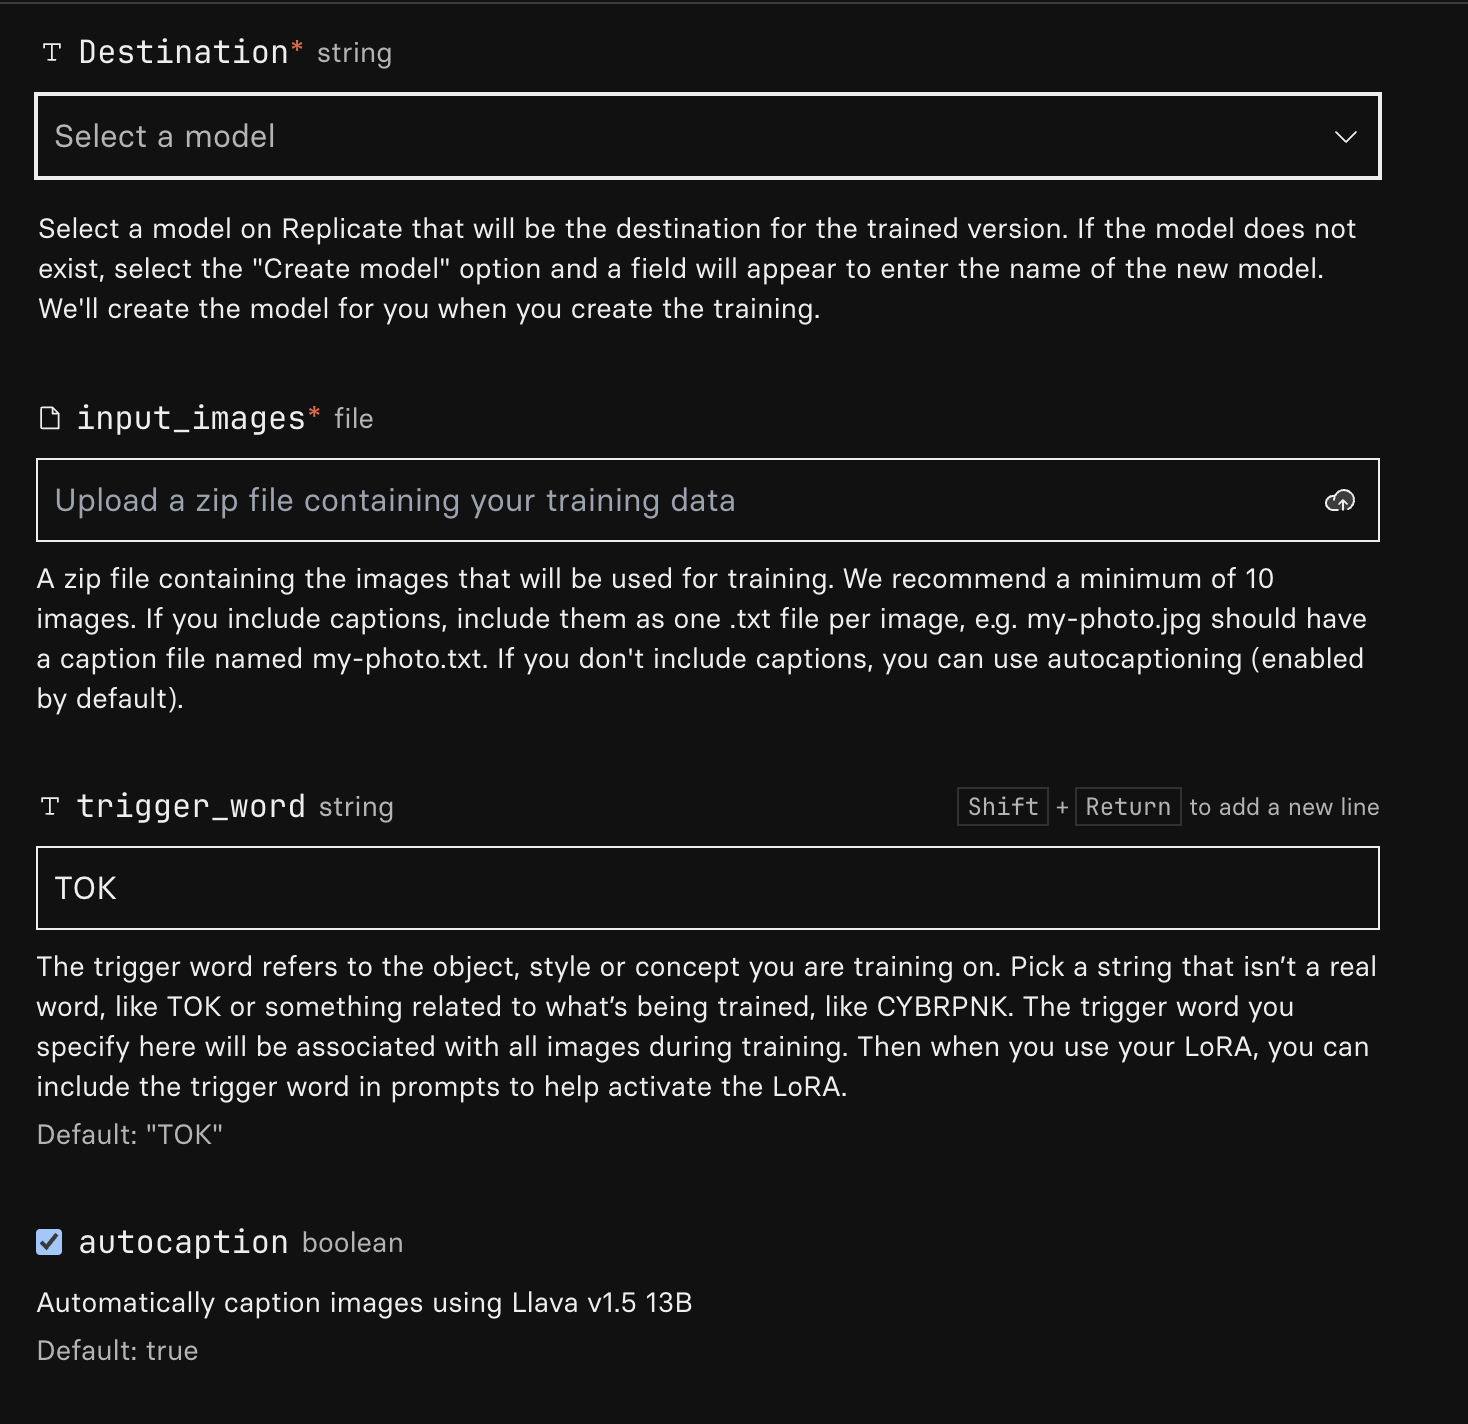 Destination* string
Select a model
Select a model on Replicate that will be the destination for the trained version. If the model does not
exist, select the "Create model" option and a field will appear to enter the name of the new model.
We'll create the model for you when you create the training.
input_images* file
Upload a zip file containing your training data
A zip file containing the images that will be used for training. We recommend a minimum of 10
images. If you include captions, include them as one .txt file per image, e.g. my-photo.jpg should have
a caption file named my-photo.txt. If you don't include captions, you can use autocaptioning (enabled
by default).
trigger_word string Shift + Return to add a new line
TOK
The trigger word refers to the object, style or concept you are training on. Pick a string that isn’t a real
word, like TOK or something related to what’s being trained, like CYBRPNK. The trigger word you
specify here will be associated with all images during training. Then when you use your LoRA, you can
include the trigger word in prompts to help activate the LoRA.
Default: "TOK"
autocaption boolean
Automatically caption images using Llava v1.5 13B
Default: true